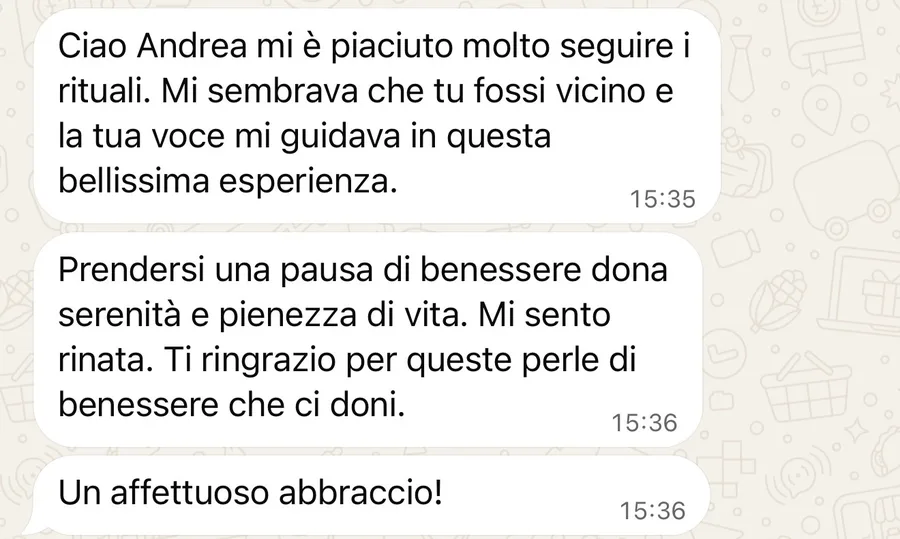 Ciao Andrea mi è piaciuto molto seguire i
rituali. Mi sembrava che tu fossi vicino e
la tua voce mi guidava in questa
bellissima esperienza.
15:35
Prendersi una pausa di benessere dona
serenità e pienezza di vita. Mi sento
rinata. Ti ringrazio per queste perle di
benessere che ci doni.
15:36
Un affettuoso abbraccio!
15:36